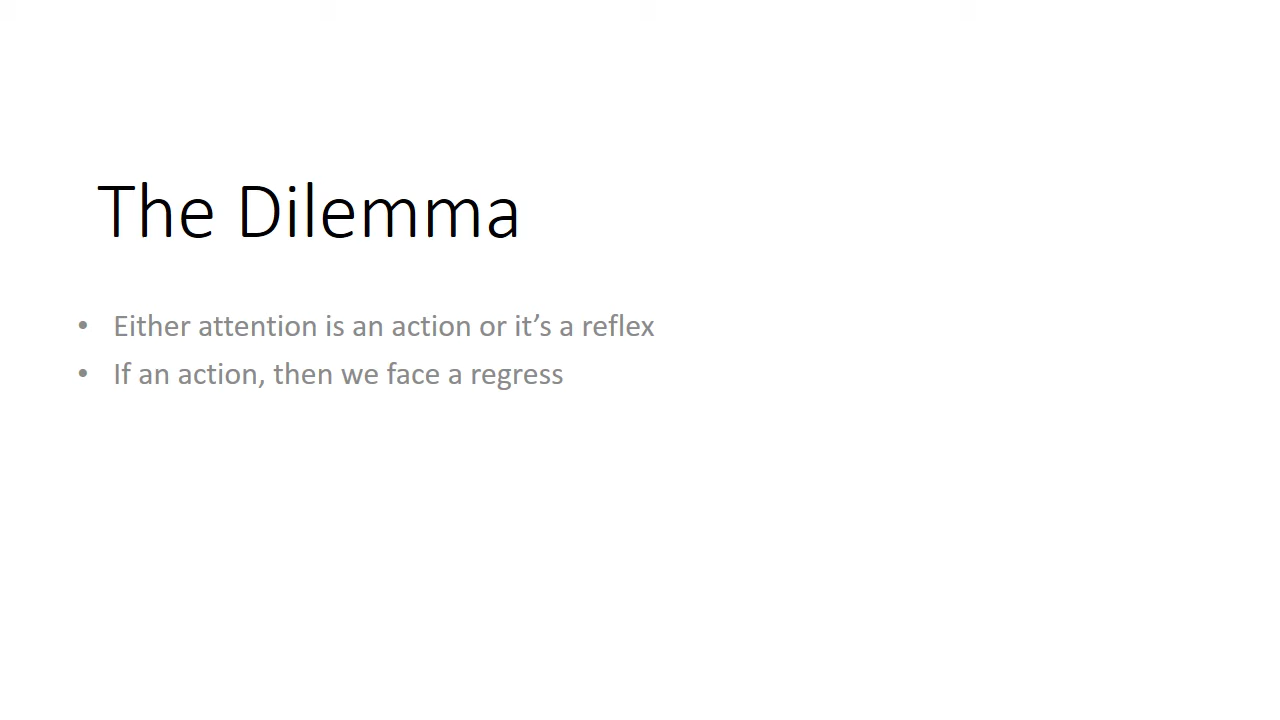 The Dilemma
• Either attention is an action or it’s a reflex
• If an action, then we face a regress